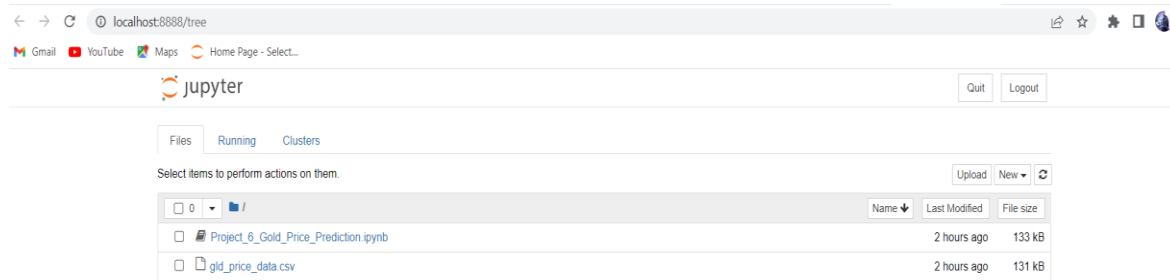 localhost:8888/tree
Gmail YouTube Maps Home Page - Select...
jupyter Quit Logout
Files Running Clusters
Select items to perform actions on them. Upload New
0 / Name Last Modified File size
Project_6_Gold_Price_Prediction.ipynb 2 hours ago 133 kB
gld_price_data.csv 2 hours ago 131 kB